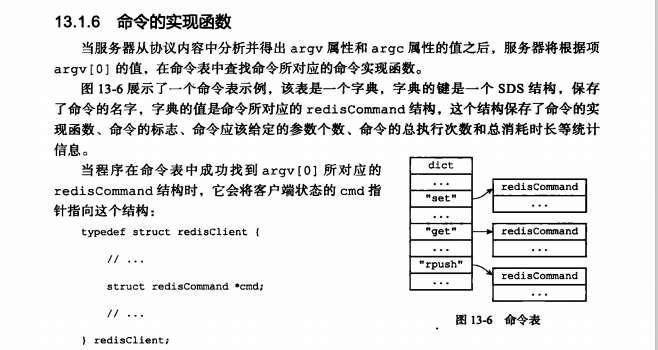 13.1.6 命令的实现函数
当服务器从协议内容中分析并得出 argv 属性和 argc 属性的值之后，服务器将根据项
argv[0] 的值，在命令表中查找命令所对应的命令实现函数。
图 13-6 展示了一个命令表示例，该表是一个字典，字典的键是一个 SDS 结构，保存
了命令的名字，字典的值是命令所对应的 redisCommand 结构，这个结构保存了命令的实
现函数、命令的标志、命令应该给定的参数个数、命令的总执行次数和总消耗时长等统计
信息。
当程序在命令表中成功找到 argv[0] 所对应的
redisCommand 结构时，它会将客户端状态的 cmd 指
针指向这个结构：
typedef struct redisClient {
// ...
struct redisCommand *cmd;
// ...
} redisClient;
dict
...
"set"
...
"get"
...
"rpush"
...
redisCommand
...
redisCommand
...
redisCommand
...
图 13-6 命令表